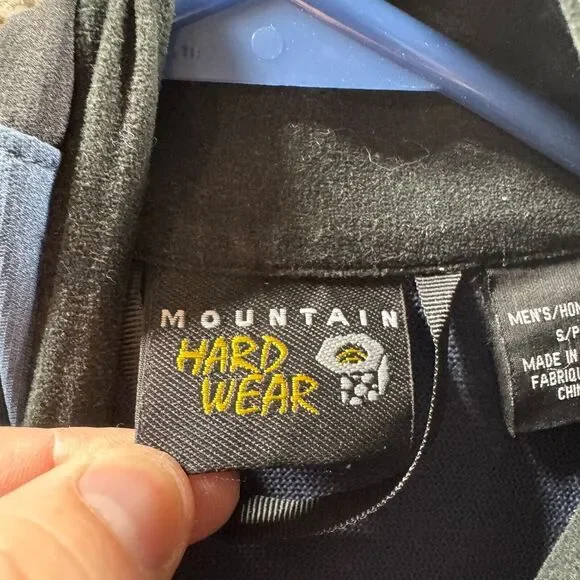 MOUNTAIN
HARD
WEAR
MEN'S/HOM
S/P
MADE IN
FABRIQU
CHIN